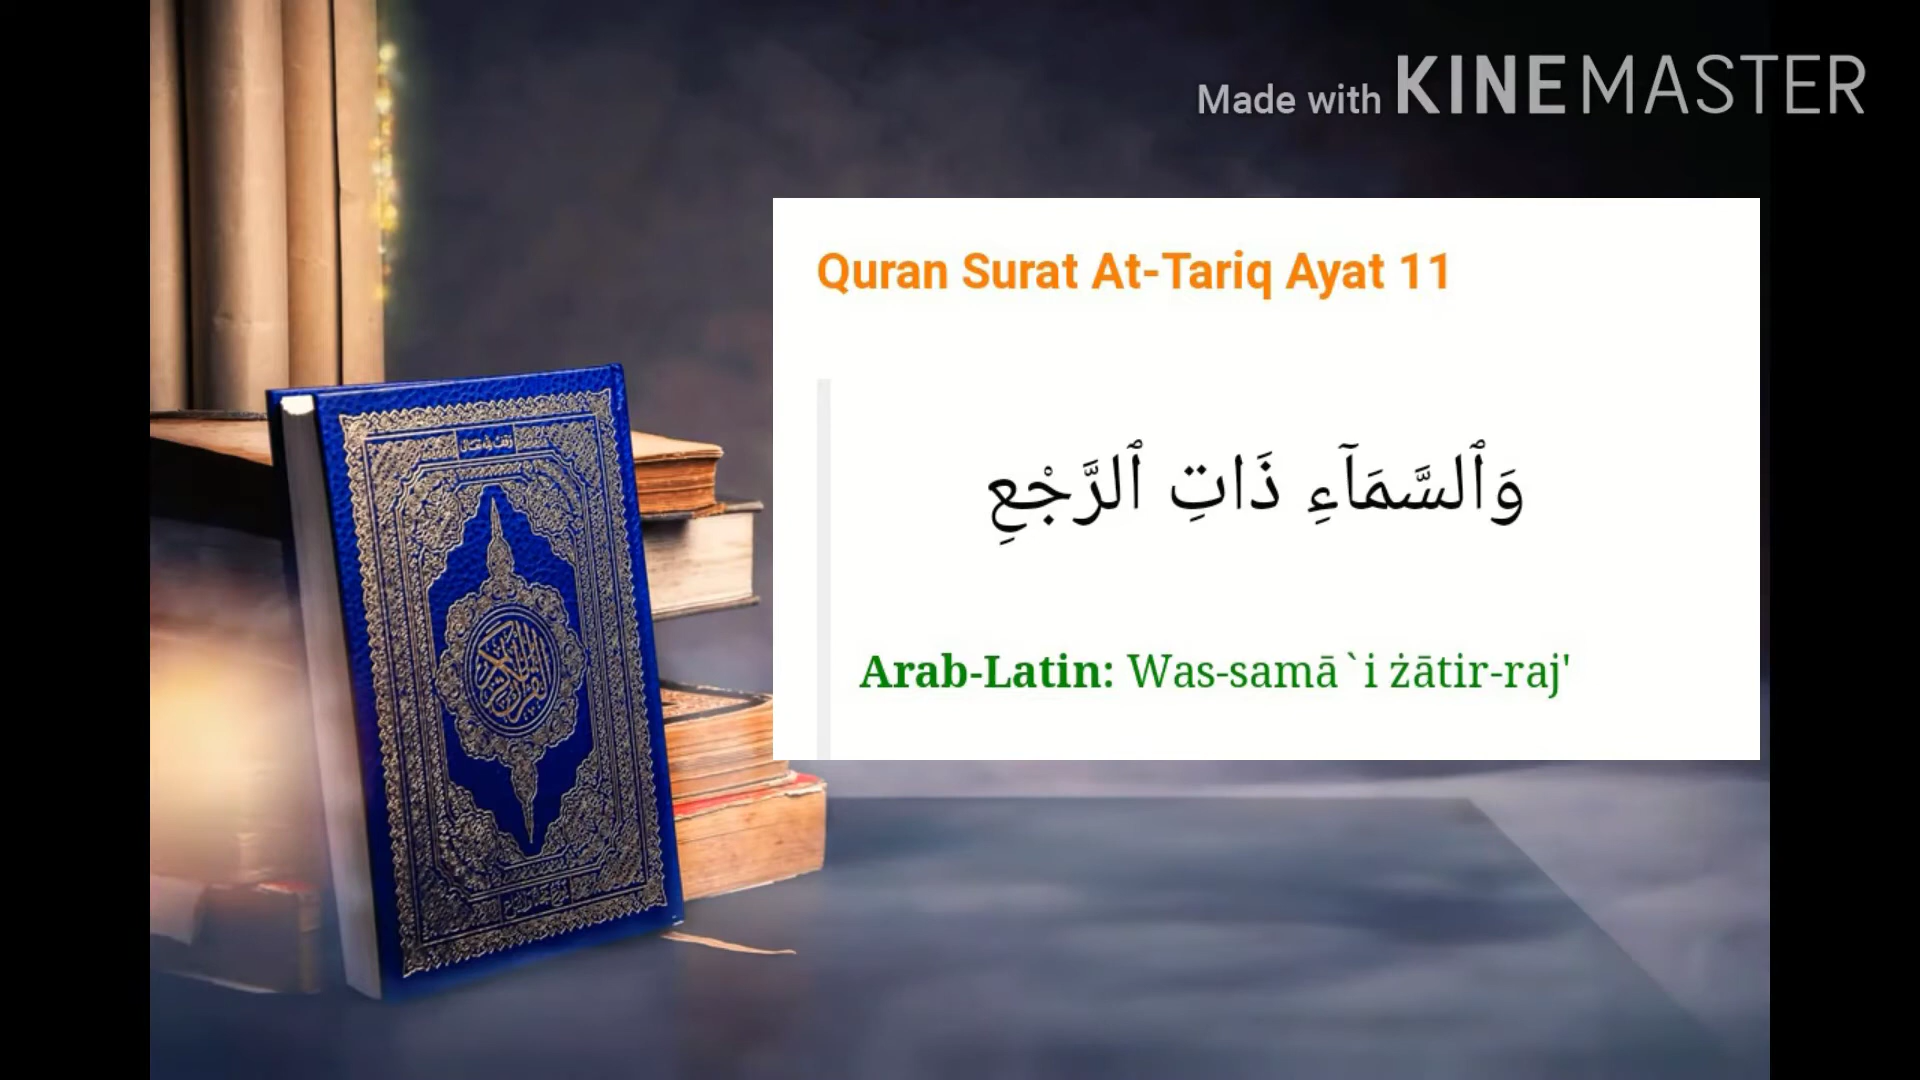 Made with KINEMASTER
Quran Surat At-Tariq Ayat 11
وَٱلسَّمَآءِ ذَاتِ ٱلرَّجْعِ
Arab-Latin: Was-samā`i żātir-raj'